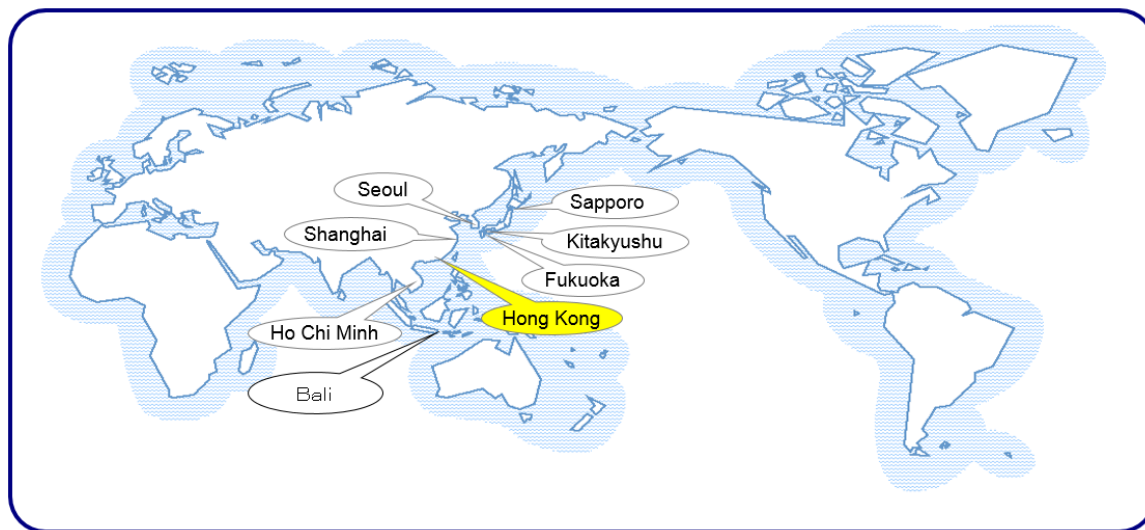 Seoul
Sapporo
Shanghai
Kitakyushu
Fukuoka
Hong Kong
Ho Chi Minh
Bali